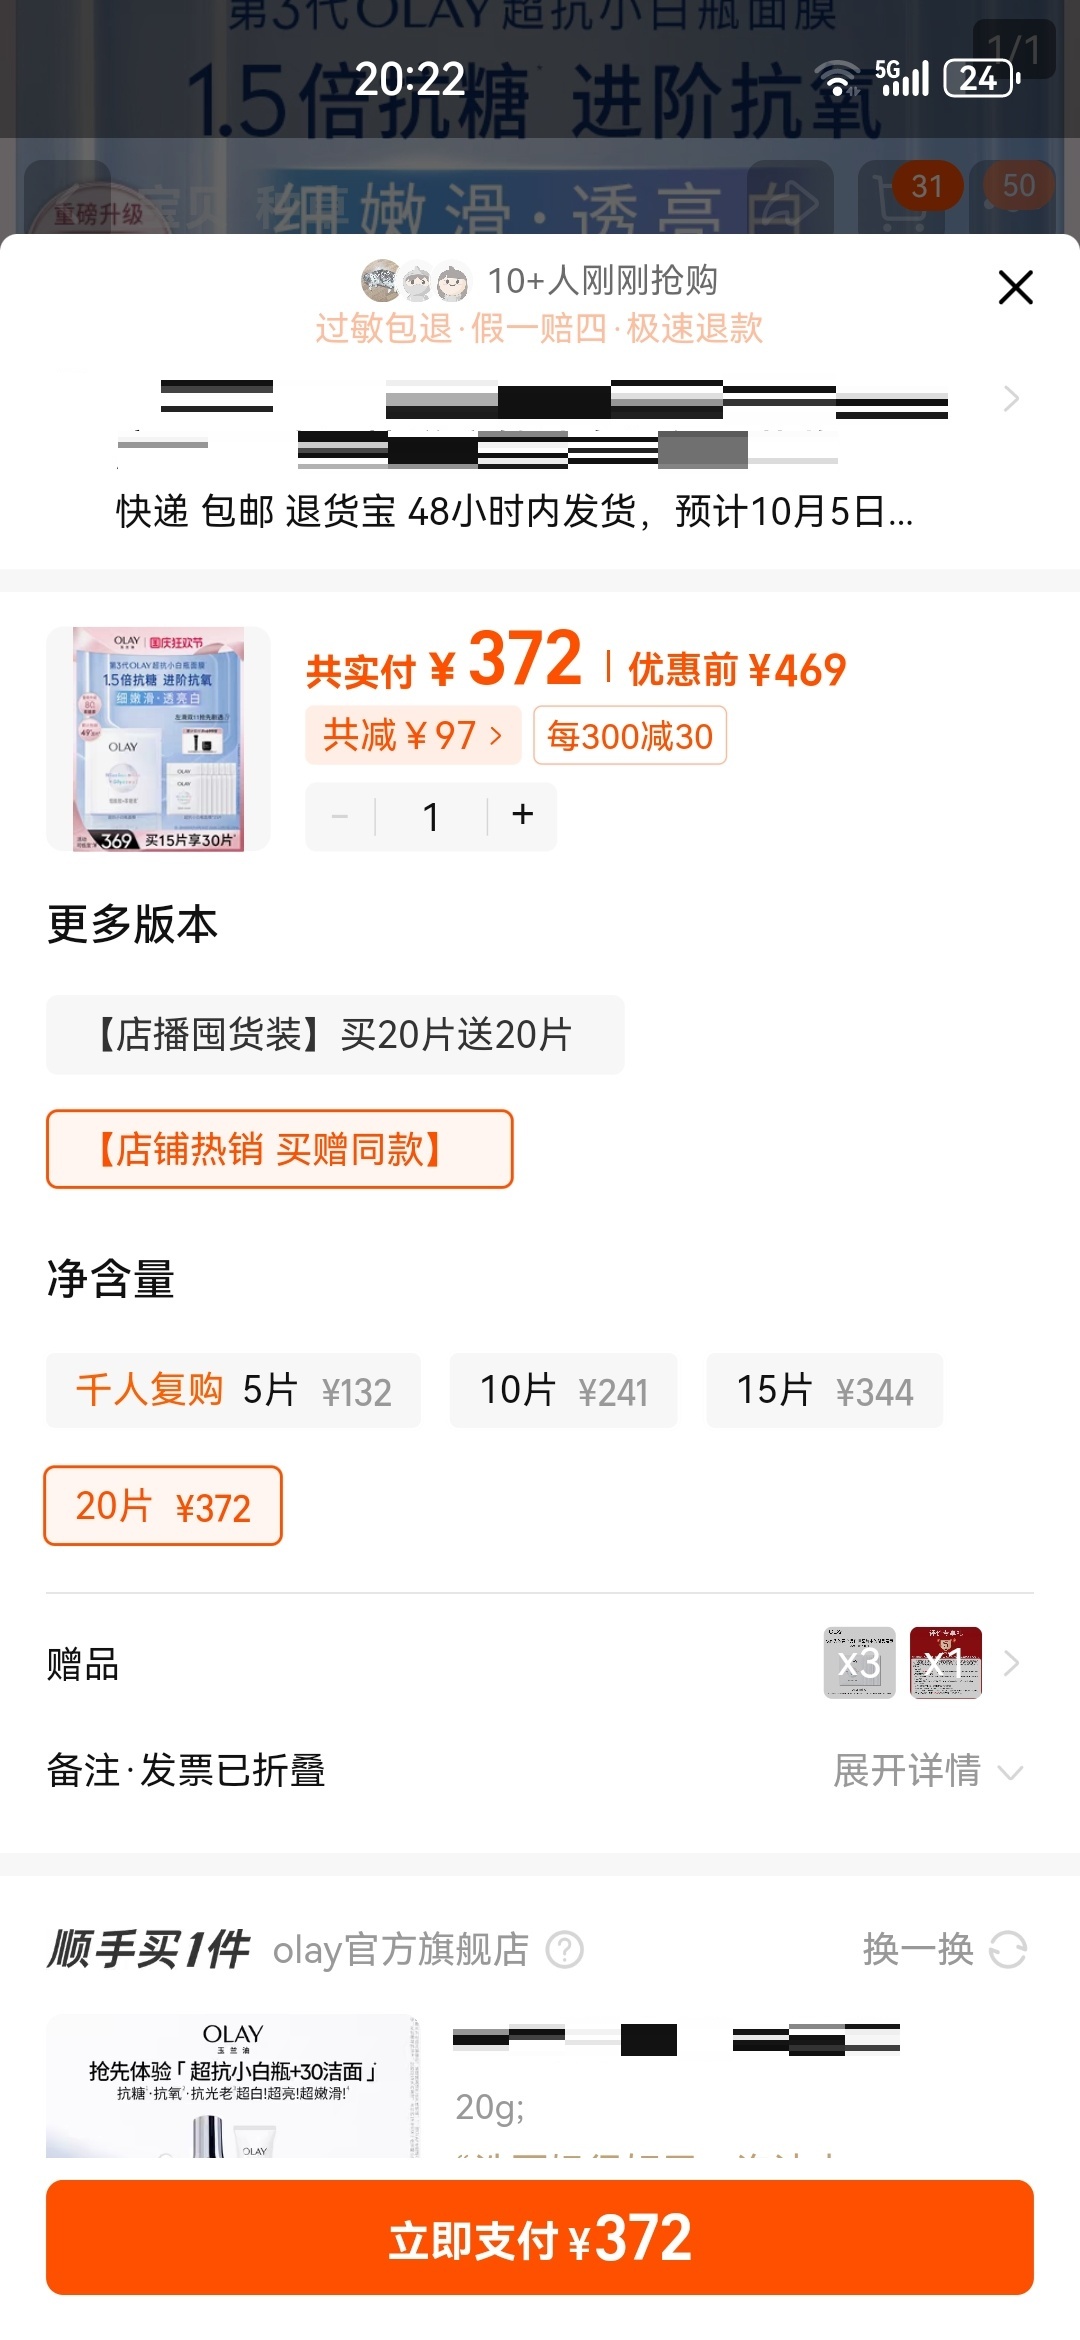 第3代OLAY超抗小白瓶面膜
1/1
20:22
5G
24
1.5倍抗糖 进阶抗氧
31
50
重磅升级
宝贝
细嫩滑·透亮白
10+人刚刚抢购
过敏包退·假一赔四·极速退款
快递 包邮 退货宝 48小时内发货，预计10月5日...
OLAY 国庆狂欢节
第3代OLAY超抗小白瓶面膜
1.5倍抗糖 进阶抗氧
细嫩滑·透亮白
OLAY
369 买15片享30片
共实付 ¥372 | 优惠前 ¥469
共减 ¥97 >
每300减30
− 1 +
更多版本
【店播囤货装】买20片送20片
【店铺热销 买赠同款】
净含量
千人复购 5片 ¥132
10片 ¥241
15片 ¥344
20片 ¥372
赠品
x3
x1
备注·发票已折叠
展开详情
顺手买1件
olay官方旗舰店
换一换
OLAY
玉兰油
抢先体验「超抗小白瓶+30洁面」
抗糖·抗氧·抗光老 超白!超亮!超嫩滑!
OLAY
20g;
立即支付 ¥372